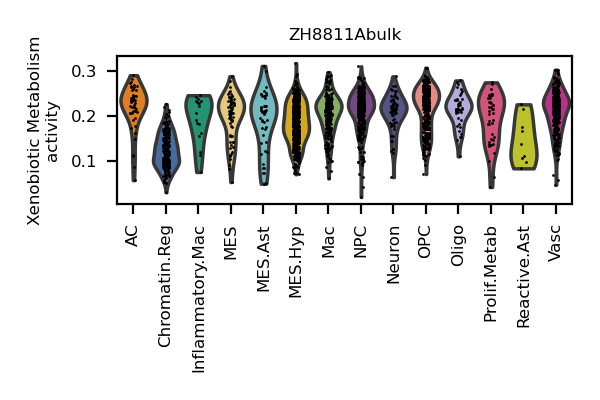 ZH8811Abulk
Xenobiotic Metabolism
activity
0.3
0.2
0.1
AC
Chromatin.Reg
Inflammatory.Mac
MES
MES.Ast
MES.Hyp
Mac
NPC
Neuron
OPC
Oligo
Prolif.Metab
Reactive.Ast
Vasc